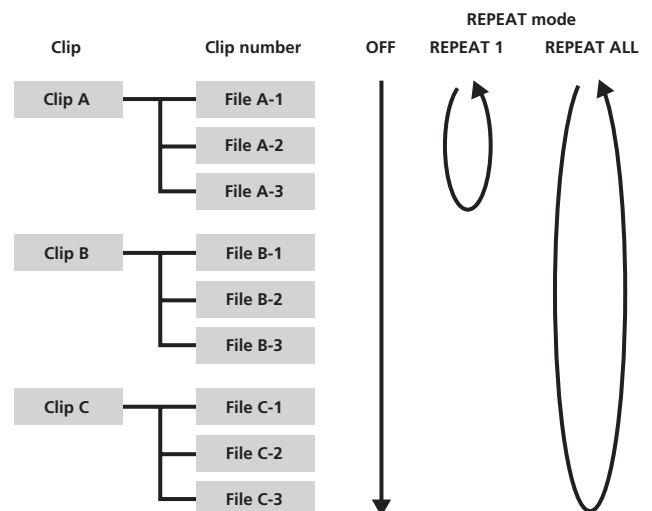 REPEAT mode
Clip Clip number OFF REPEAT 1 REPEAT ALL
Clip A File A-1
File A-2
File A-3
Clip B File B-1
File B-2
File B-3
Clip C File C-1
File C-2
File C-3